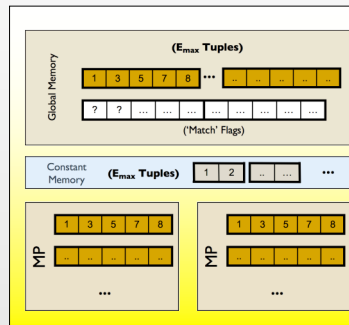 (Emax Tuples)
Global Memory
1 3 5 7 8 ••• .. .. .. .. ..
? ? ... ... ... ... ... ... ...
('Match' Flags)
Constant Memory
(Emax Tuples) 1 2 .. ... •••
MP
1 3 5 7 8
.. .. .. .. ..
•••
MP
1 3 5 7 8
.. .. .. .. ..
•••